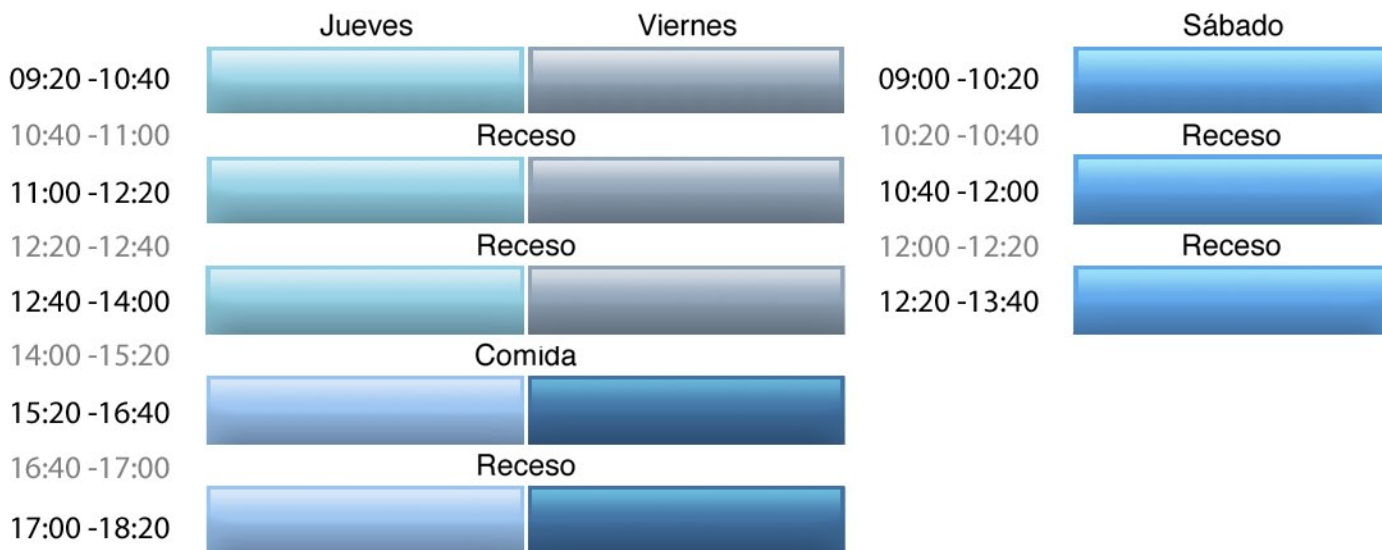 Jueves Viernes Sábado
09:20 -10:40 09:00 -10:20
10:40 -11:00 Receso 10:20 -10:40 Receso
11:00 -12:20 10:40 -12:00
12:20 -12:40 Receso 12:00 -12:20 Receso
12:40 -14:00 12:20 -13:40
14:00 -15:20 Comida
15:20 -16:40
16:40 -17:00 Receso
17:00 -18:20